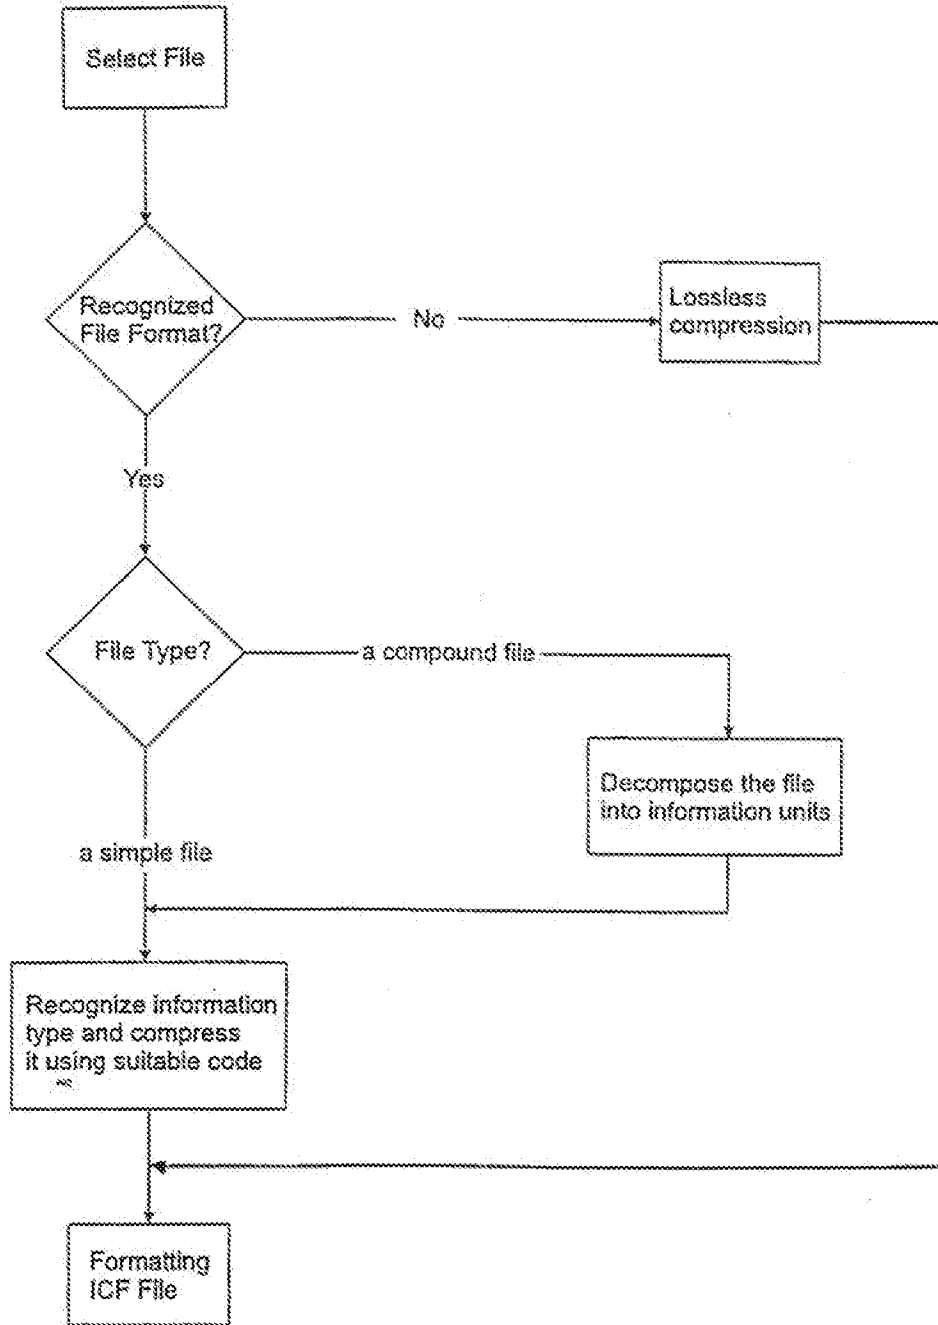 Select File
Recognized
File Format?
No
Lossless
compression
Yes
File Type?
a compound file
Decompose the file
into information units
a simple file
Recognize information
type and compress
it using suitable code
Formatting
ICF File